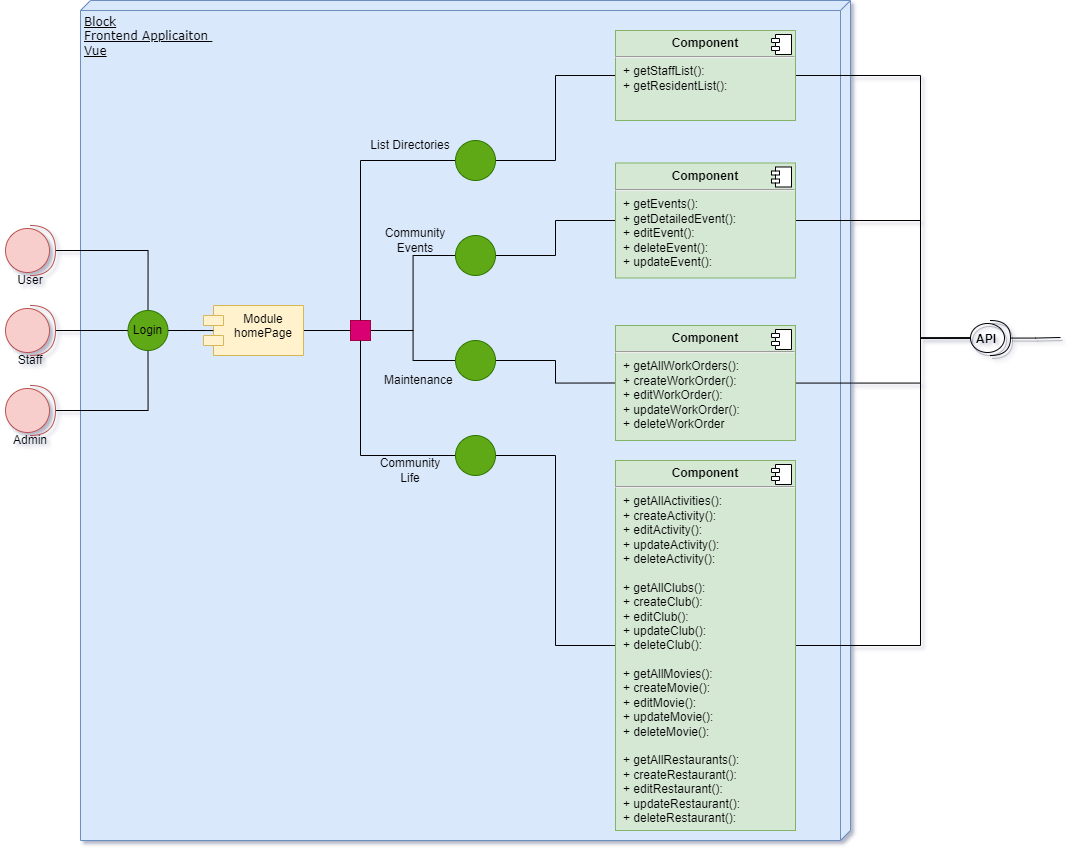 Block
Frontend Applicaiton
Vue
User
Staff
Admin
Login
Module
homePage
List Directories
Community
Events
Maintenance
Community
Life
Component
+ getStaffList():
+ getResidentList():
Component
+ getEvents():
+ getDetailedEvent():
+ editEvent():
+ deleteEvent():
+ updateEvent():
Component
+ getAllWorkOrders():
+ createWorkOrder():
+ editWorkOrder():
+ updateWorkOrder():
+ deleteWorkOrder
Component
+ getAllActivities():
+ createActivity():
+ editActivity():
+ updateActivity():
+ deleteActivity():
+ getAllClubs():
+ createClub():
+ editClub():
+ updateClub():
+ deleteClub():
+ getAllMovies():
+ createMovie():
+ editMovie():
+ updateMovie():
+ deleteMovie():
+ getAllRestaurants():
+ createRestaurant():
+ editRestaurant():
+ updateRestaurant():
+ deleteRestaurant():
API